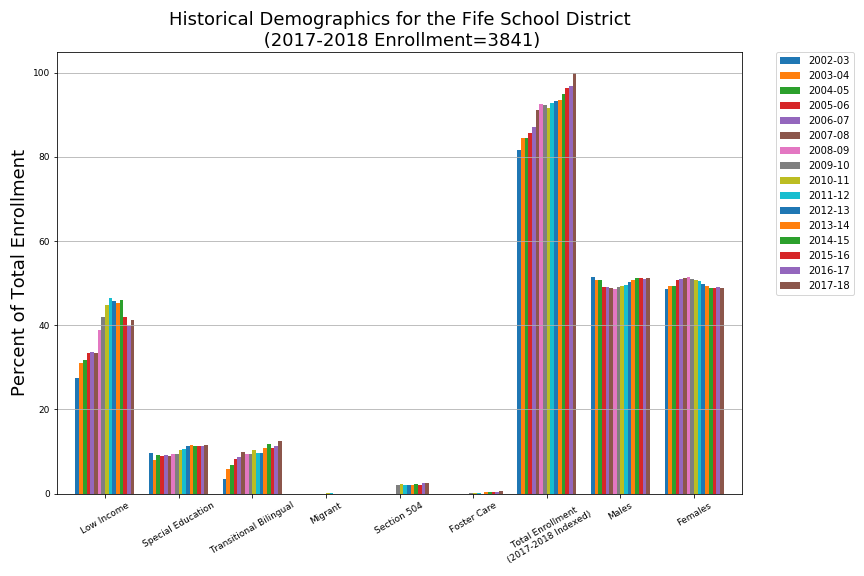 Historical Demographics for the Fife School District
(2017-2018 Enrollment=3841)
Percent of Total Enrollment
100
80
60
40
20
0
Low Income
Special Education
Transitional Bilingual
Migrant
Section 504
Foster Care
Total Enrollment
(2017-2018 Indexed)
Males
Females
2002-03
2003-04
2004-05
2005-06
2006-07
2007-08
2008-09
2009-10
2010-11
2011-12
2012-13
2013-14
2014-15
2015-16
2016-17
2017-18